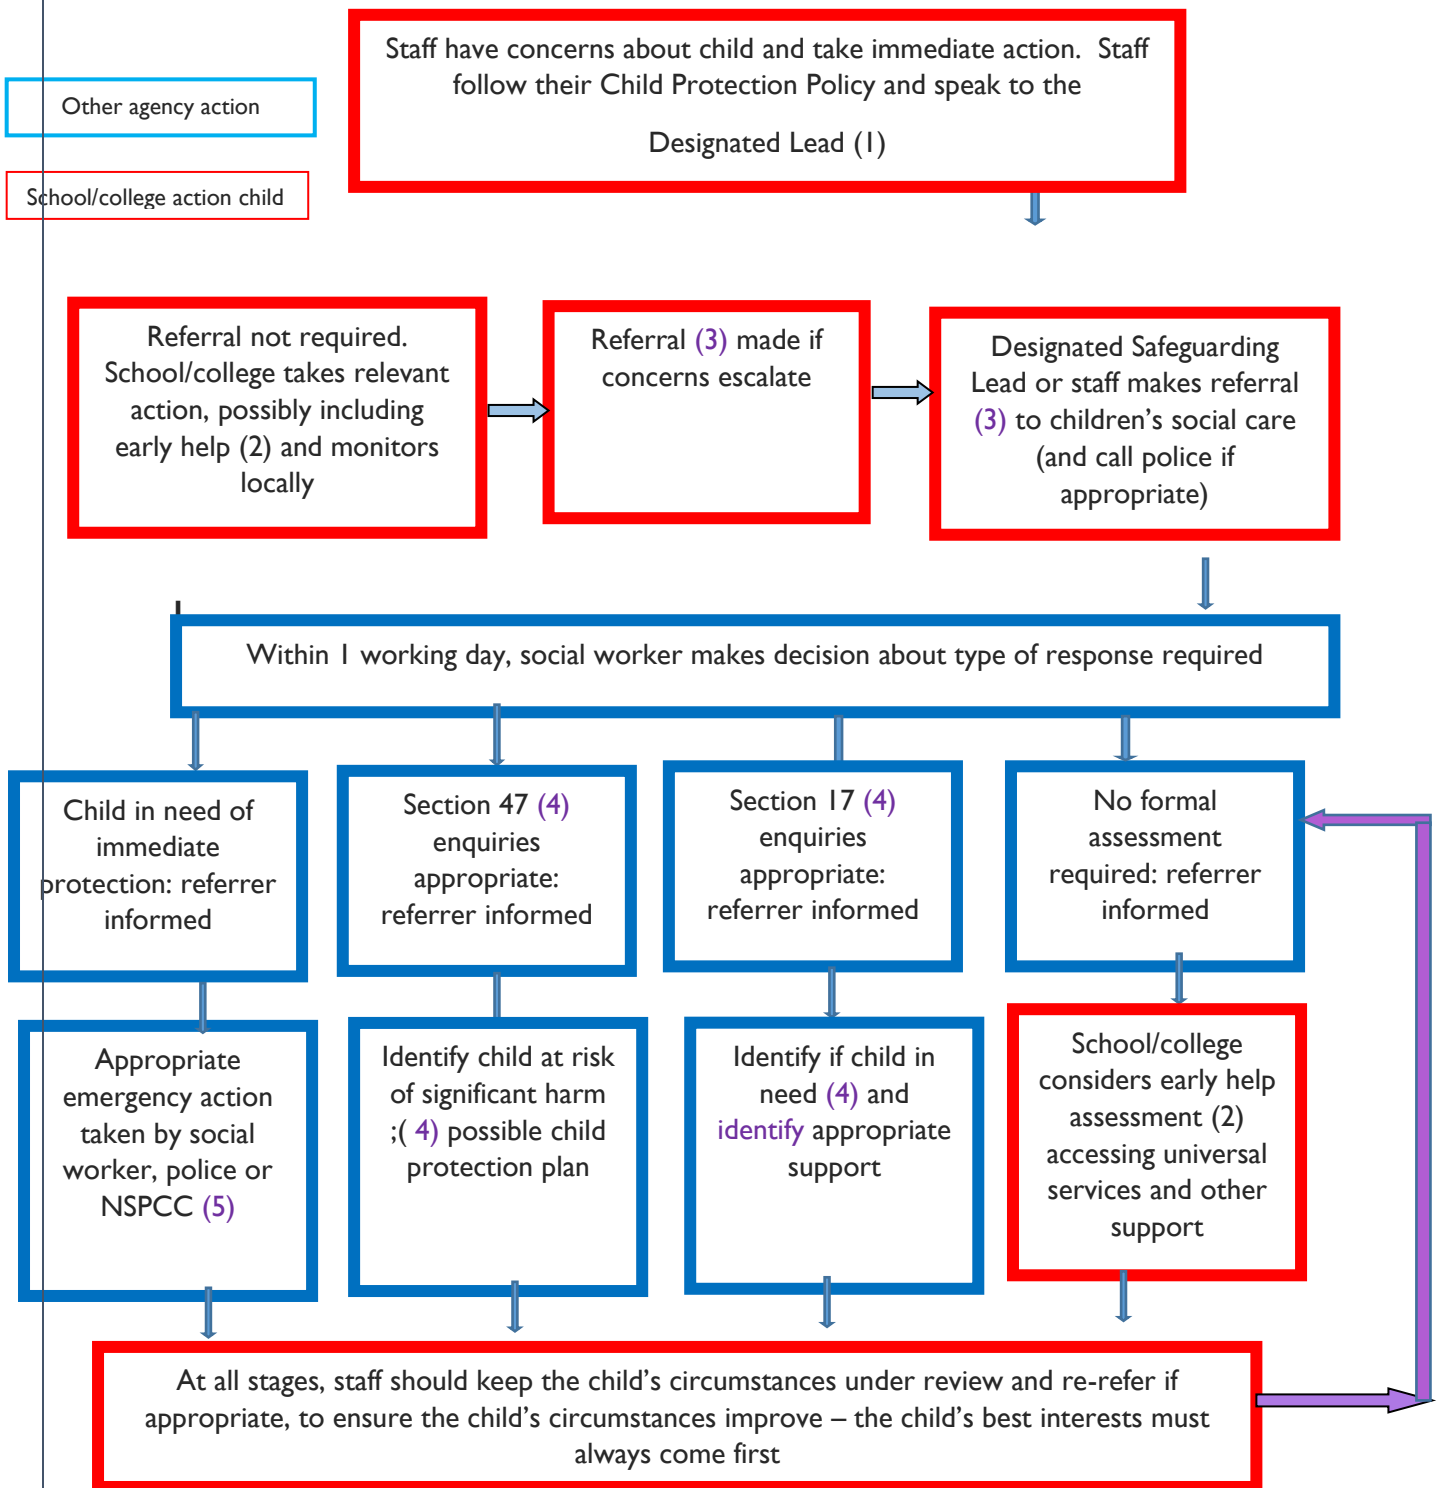 Staff have concerns about child and take immediate action.  Staff
follow their Child Protection Policy and speak to the
Designated Lead (1)
Other agency action
School/college action child
Referral not required.
School/college takes relevant
action, possibly including
early help (2) and monitors
locally
Referral (3) made if
concerns escalate
Designated Safeguarding
Lead or staff makes referral
(3) to children’s social care
(and call police if
appropriate)
Within 1 working day, social worker makes decision about type of response required
Child in need of
immediate
protection: referrer
informed
Section 47 (4)
enquiries
appropriate:
referrer informed
Section 17 (4)
enquiries
appropriate:
referrer informed
No formal
assessment
required: referrer
informed
Appropriate
emergency action
taken by social
worker, police or
NSPCC (5)
Identify child at risk
of significant harm
;( 4) possible child
protection plan
Identify if child in
need (4) and
identify appropriate
support
School/college
considers early help
assessment (2)
accessing universal
services and other
support
At all stages, staff should keep the child’s circumstances under review and re-refer if
appropriate, to ensure the child’s circumstances improve – the child’s best interests must
always come first